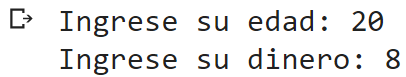 Ingrese su edad: 20
Ingrese su dinero: 8